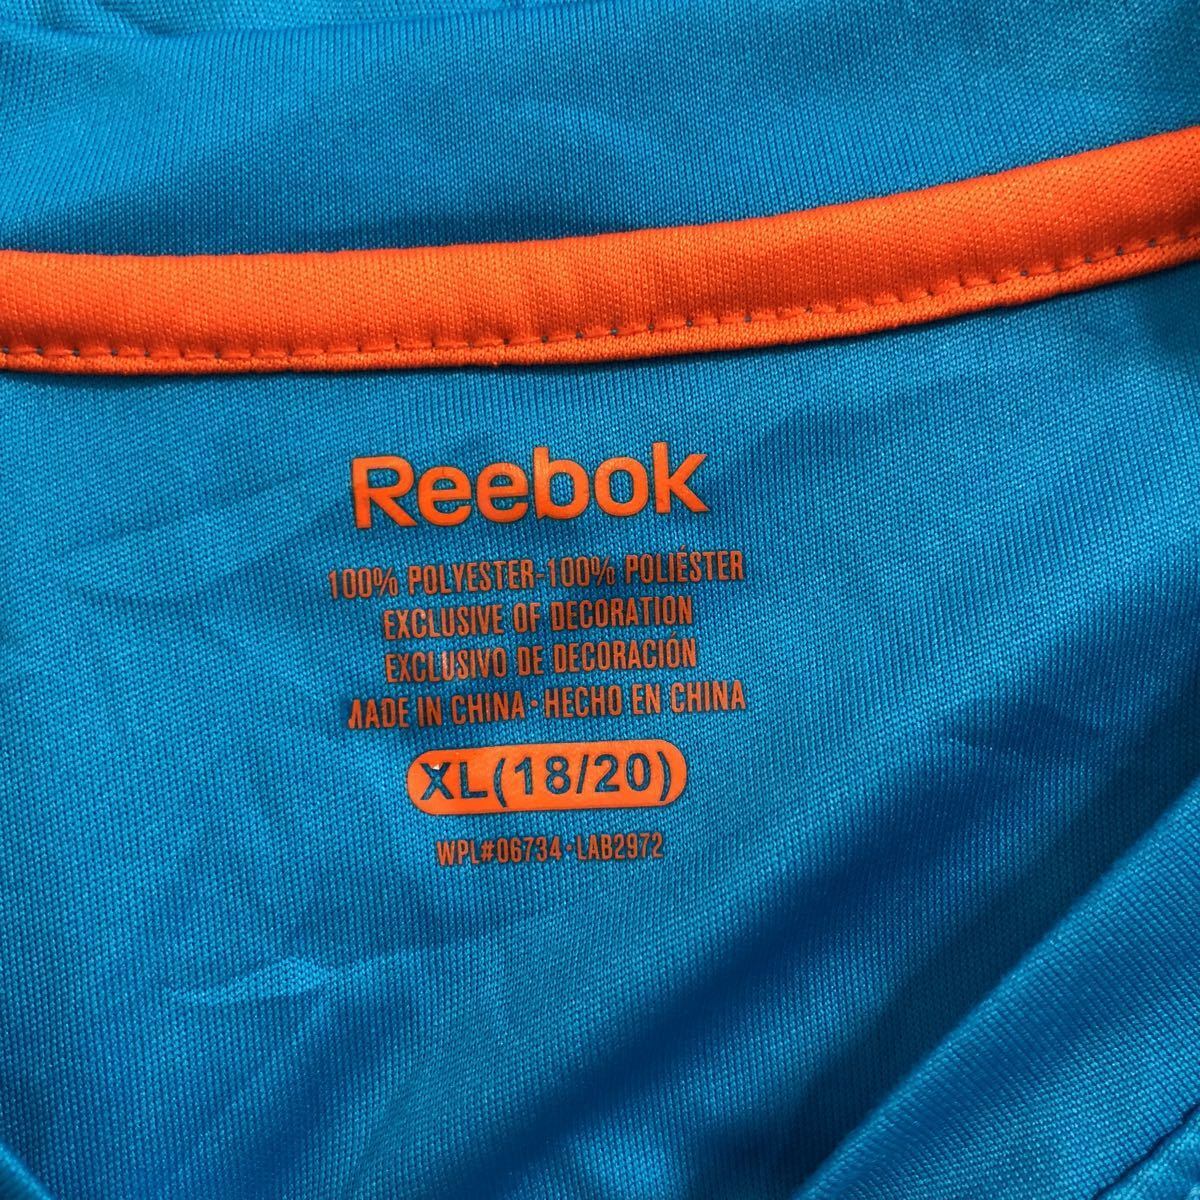 Reebok
100% POLYESTER-100% POLIÉSTER
EXCLUSIVE OF DECORATION
EXCLUSIVO DE DECORACIÓN
MADE IN CHINA · HECHO EN CHINA
XL(18/20)
WPL#06734 · LAB2972